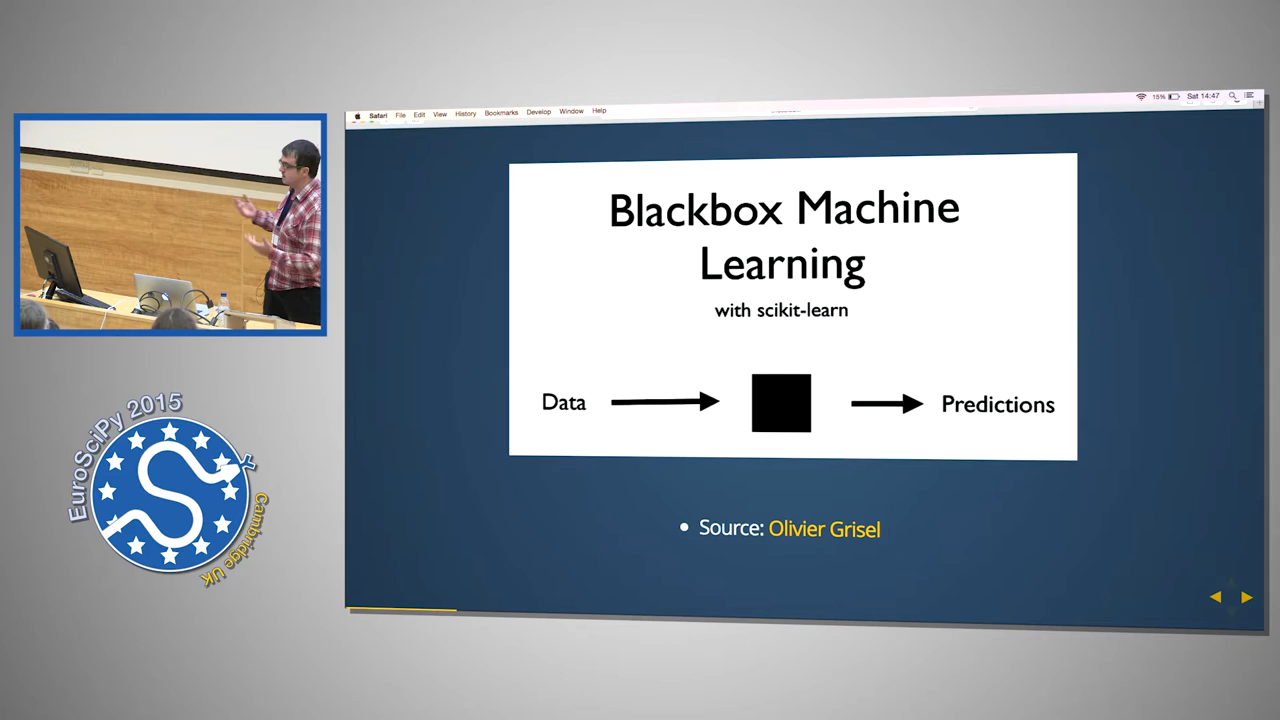 Safari File Edit View History Bookmarks Develop Window Help
15% Sat 14:47
Blackbox Machine
Learning
with scikit-learn
Data
Predictions
Source: Olivier Grisel
EuroSciPy 2015
Cambridge UK